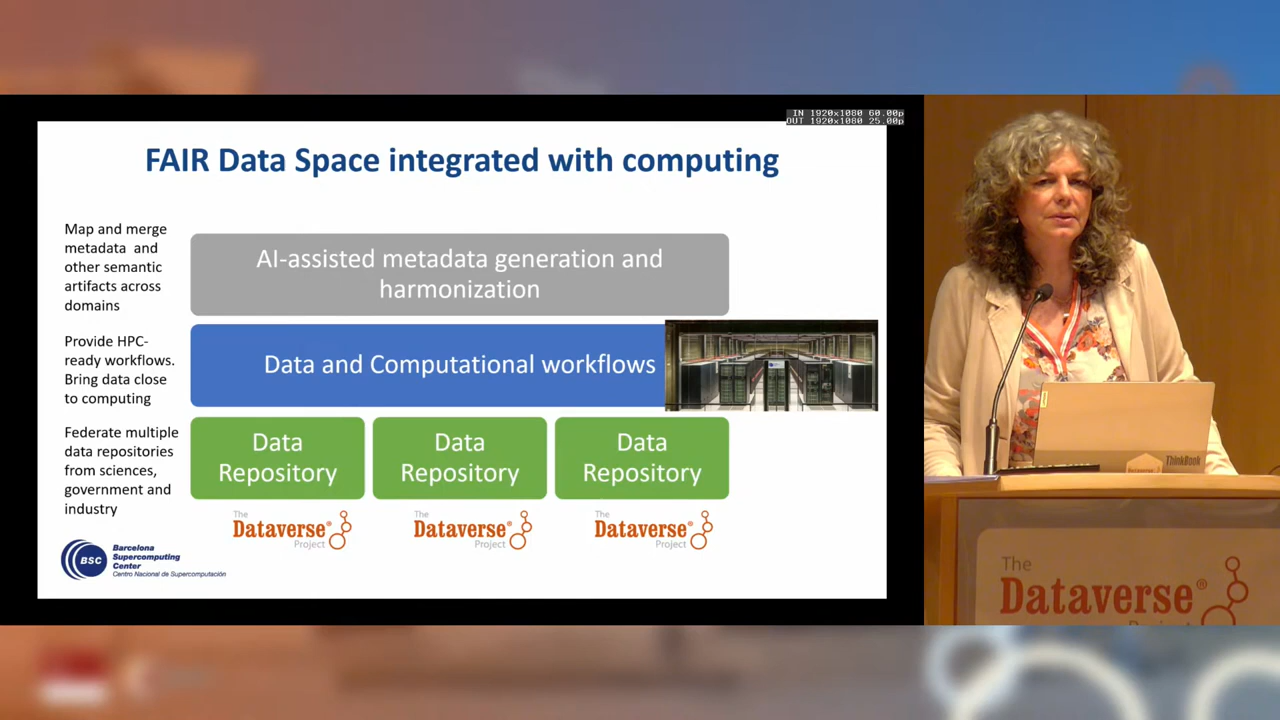 IN 1920x1080 60.00p
OUT 1920x1080 25.00p
FAIR Data Space integrated with computing
Map and merge
metadata and
other semantic
artifacts across
domains
AI-assisted metadata generation and
harmonization
Provide HPC-
ready workflows.
Bring data close
to computing
Data and Computational workflows
Federate multiple
data repositories
from sciences,
government and
industry
Data
Repository
Data
Repository
Data
Repository
The
Dataverse®
Project
The
Dataverse®
Project
The
Dataverse®
Project
BSC
Barcelona
Supercomputing
Center
Centro Nacional de Supercomputación
ThinkBook
The
Dataverse®